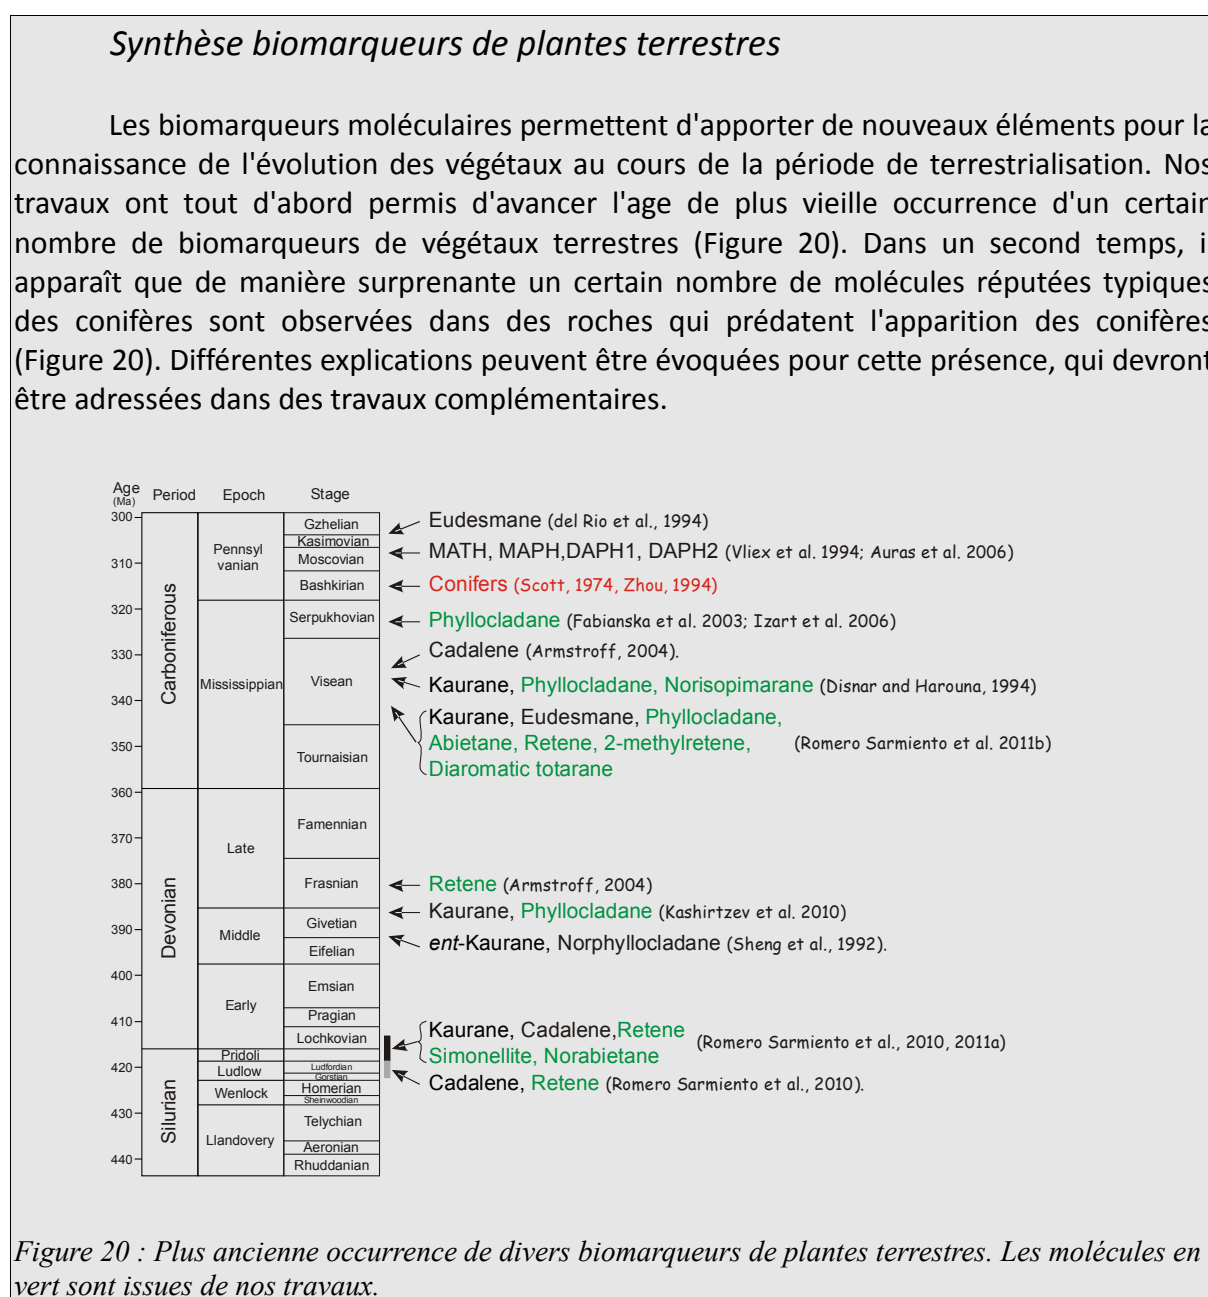 Synthèse biomarqueurs de plantes terrestres
Les biomarqueurs moléculaires permettent d'apporter de nouveaux éléments pour la
connaissance de l'évolution des végétaux au cours de la période de terrestrialisation. Nos
travaux ont tout d'abord permis d'avancer l'age de plus vieille occurrence d'un certain
nombre de biomarqueurs de végétaux terrestres (Figure 20). Dans un second temps, i
apparaît que de manière surprenante un certain nombre de molécules réputées typiques
des conifères sont observées dans des roches qui prédatent l'apparition des conifères
(Figure 20). Différentes explications peuvent être évoquées pour cette présence, qui devront
être adressées dans des travaux complémentaires.
Age (Ma) Period Epoch Stage
300
310
320
330
340
350
360
370
380
390
400
410
420
430
440
Carboniferous
Devonian
Silurian
Pennsyl
vanian
Mississippian
Late
Middle
Early
Pridoli
Ludlow
Wenlock
Llandovery
Gzhelian
Kasimovian
Moscovian
Bashkirian
Serpukhovian
Visean
Tournaisian
Famennian
Frasnian
Givetian
Eifelian
Emsian
Pragian
Lochkovian
Ludfordian
Gorstian
Homerian
Sheinwoodian
Telychian
Aeronian
Rhuddanian
Eudesmane (del Rio et al., 1994)
MATH, MAPH,DAPH1, DAPH2 (Vliex et al. 1994; Auras et al. 2006)
Conifers (Scott, 1974, Zhou, 1994)
Phyllocladane (Fabianska et al. 2003; Izart et al. 2006)
Cadalene (Armstroff, 2004).
Kaurane, Phyllocladane, Norisopimarane (Disnar and Harouna, 1994)
Kaurane, Eudesmane, Phyllocladane,
Abietane, Retene, 2-methylretene, (Romero Sarmiento et al. 2011b)
Diaromatic totarane
Retene (Armstroff, 2004)
Kaurane, Phyllocladane (Kashirtzev et al. 2010)
ent-Kaurane, Norphyllocladane (Sheng et al., 1992).
Kaurane, Cadalene,Retene
Simonellite, Norabietane (Romero Sarmiento et al., 2010, 2011a)
Cadalene, Retene (Romero Sarmiento et al., 2010).
Figure 20 : Plus ancienne occurrence de divers biomarqueurs de plantes terrestres. Les molécules en
vert sont issues de nos travaux.